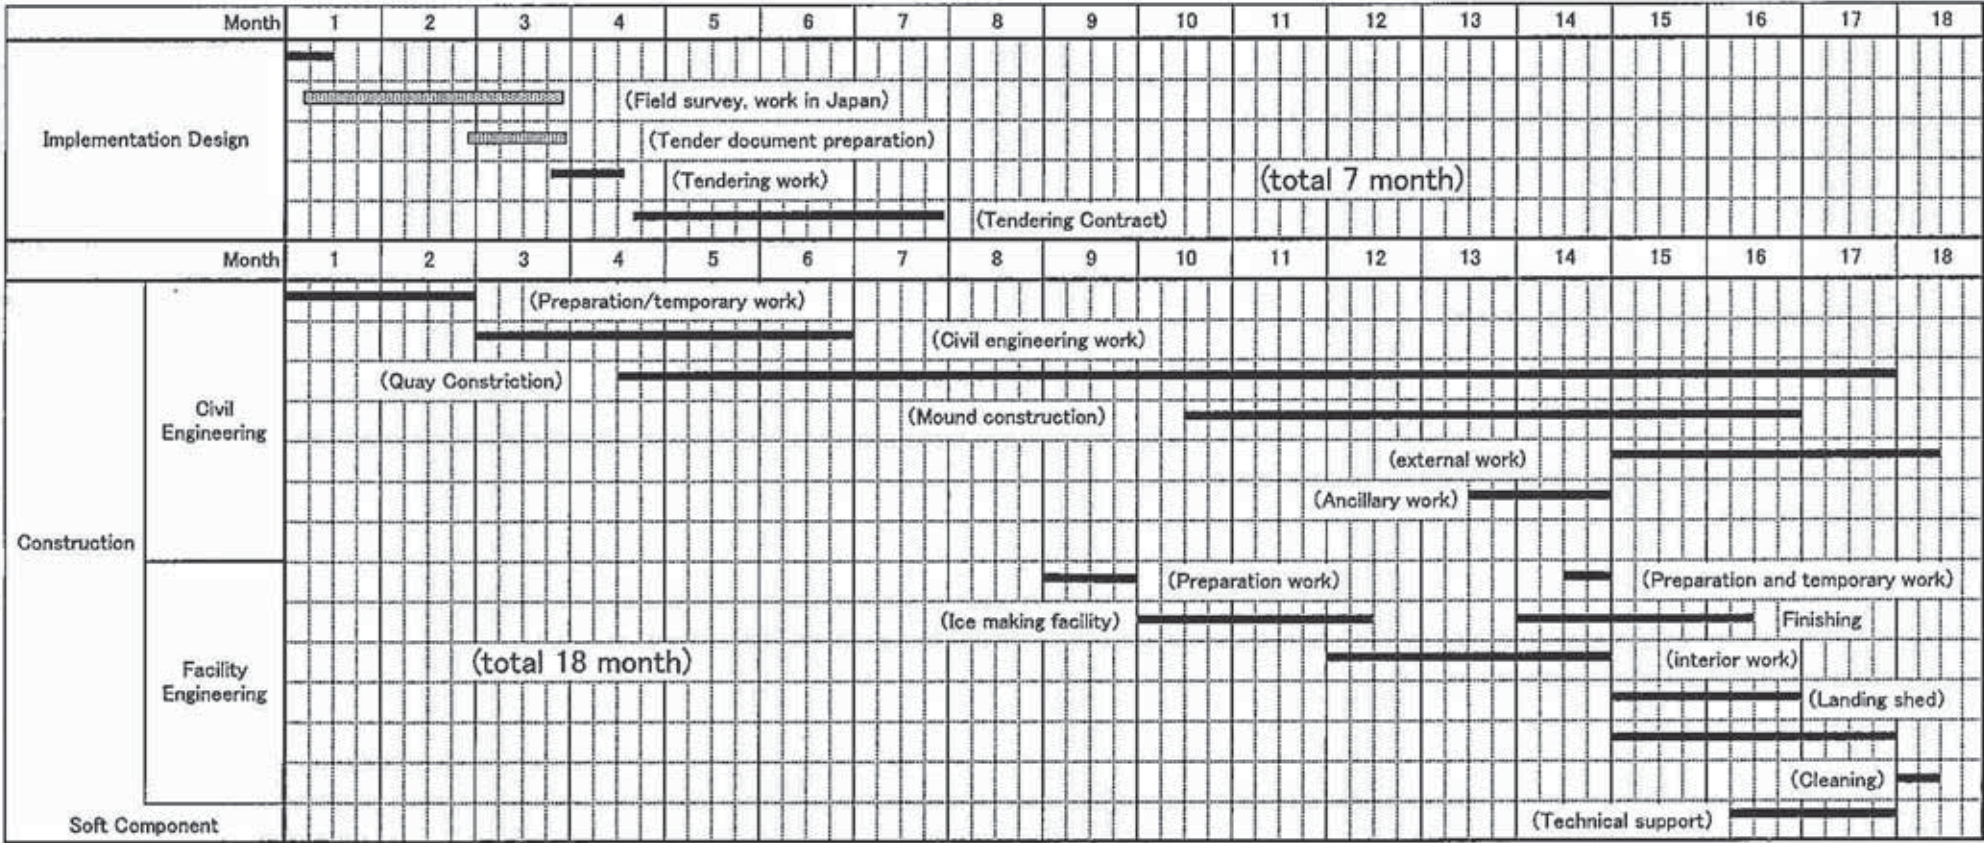 Month 1 2 3 4 5 6 7 8 9 10 11 12 13 14 15 16 17 18
Implementation Design
(Field survey, work in Japan)
(Tender document preparation)
(Tendering work)
(total 7 month)
(Tendering Contract)
Month 1 2 3 4 5 6 7 8 9 10 11 12 13 14 15 16 17 18
Construction
Civil
Engineering
(Preparation/temporary work)
(Civil engineering work)
(Quay Constriction)
(Mound construction)
(external work)
(Ancillary work)
Facility
Engineering
(Preparation work)
(Preparation and temporary work)
(Ice making facility)
Finishing
(total 18 month)
(interior work)
(Landing shed)
(Cleaning)
Soft Component
(Technical support)